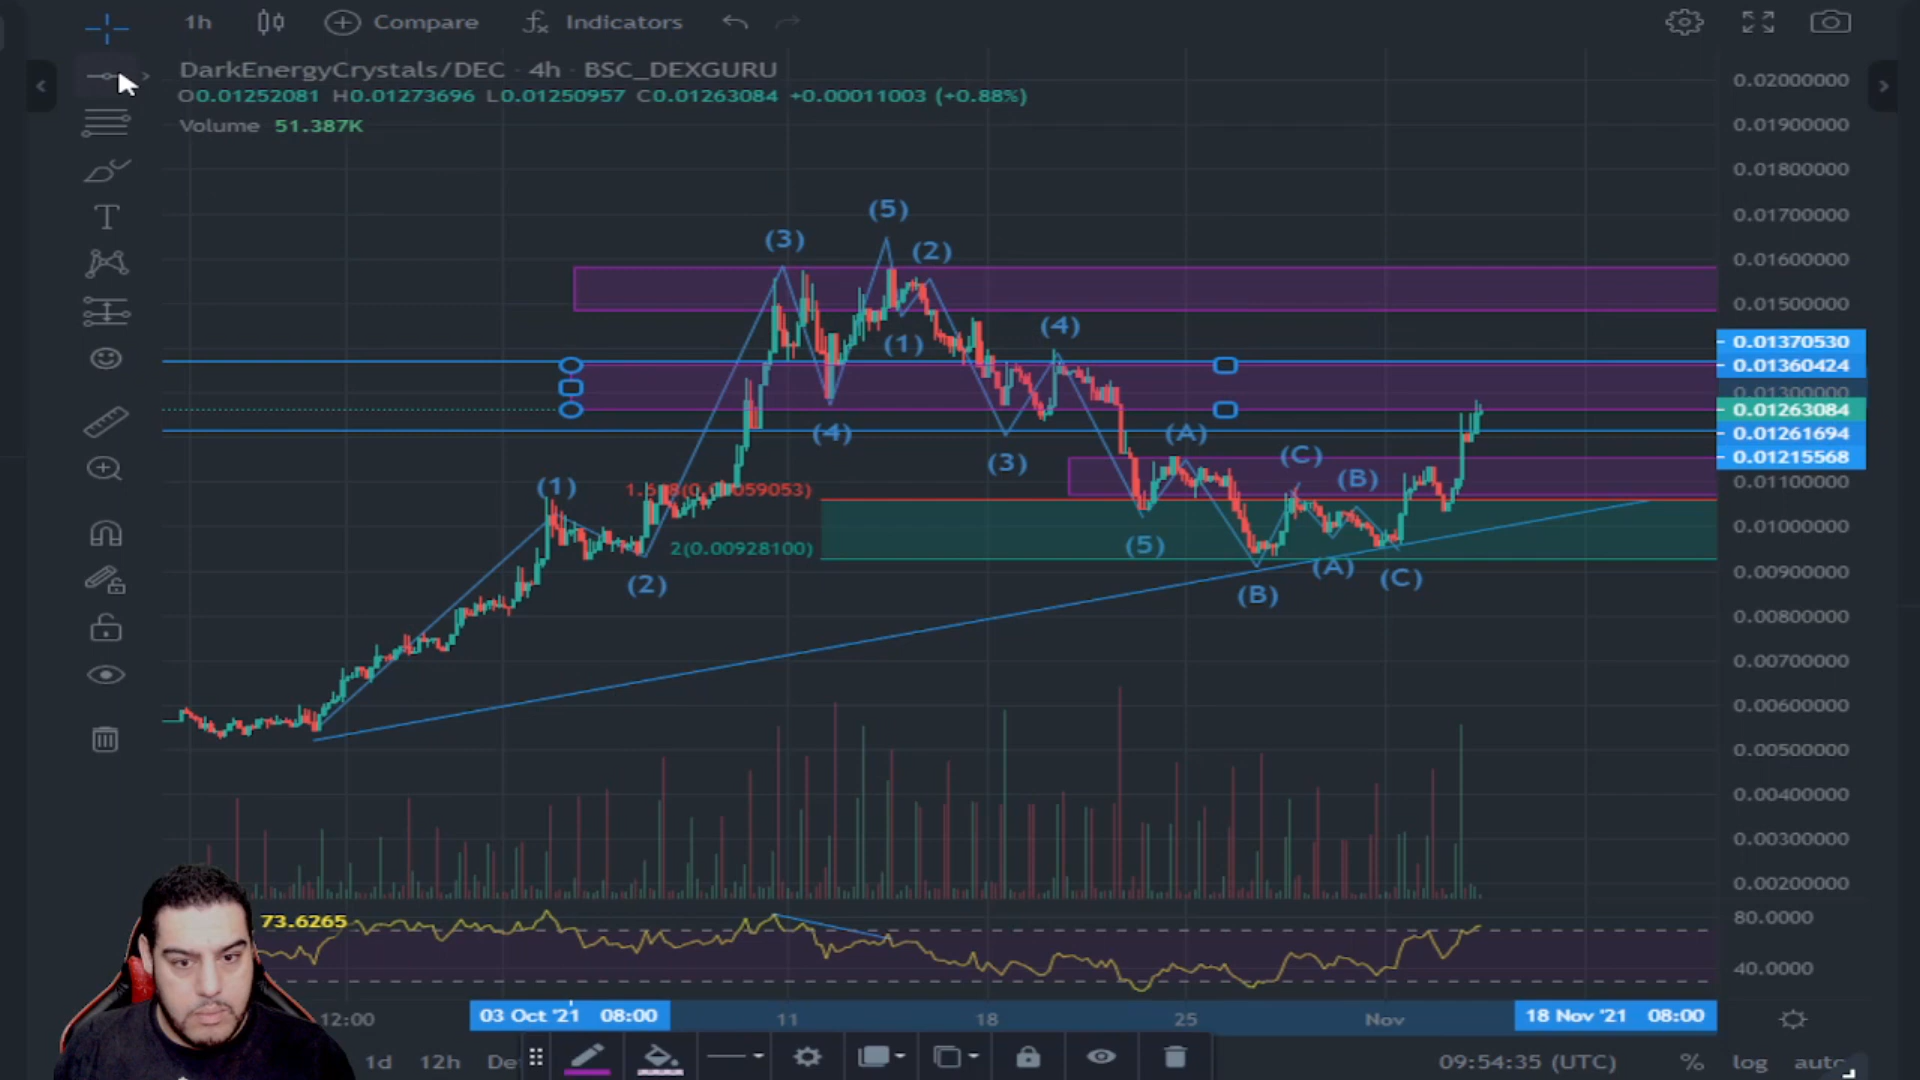 1h Compare Indicators
DarkEnergyCrystals/DEC · 4h · BSC_DEXGURU
O0.01252081 H0.01273696 L0.01250957 C0.01263084 +0.00011003 (+0.88%)
Volume 51.387K
0.02000000
0.01900000
0.01800000
0.01700000
0.01600000
0.01500000
0.01370530
0.01360424
0.01300000
0.01263084
0.01261694
0.01215568
0.01100000
0.01000000
0.00900000
0.00800000
0.00700000
0.00600000
0.00500000
0.00400000
0.00300000
0.00200000
80.0000
40.0000
(5)
(3) (2)
(4)
(1)
(4) (A)
(3) (C)
(1) (B)
2(0.00928100) (5)
(2) (A) (C)
(B)
73.6265
12:00 03 Oct '21 08:00 11 18 25 Nov 18 Nov '21 08:00
1d 12h 09:54:35 (UTC) % log auto